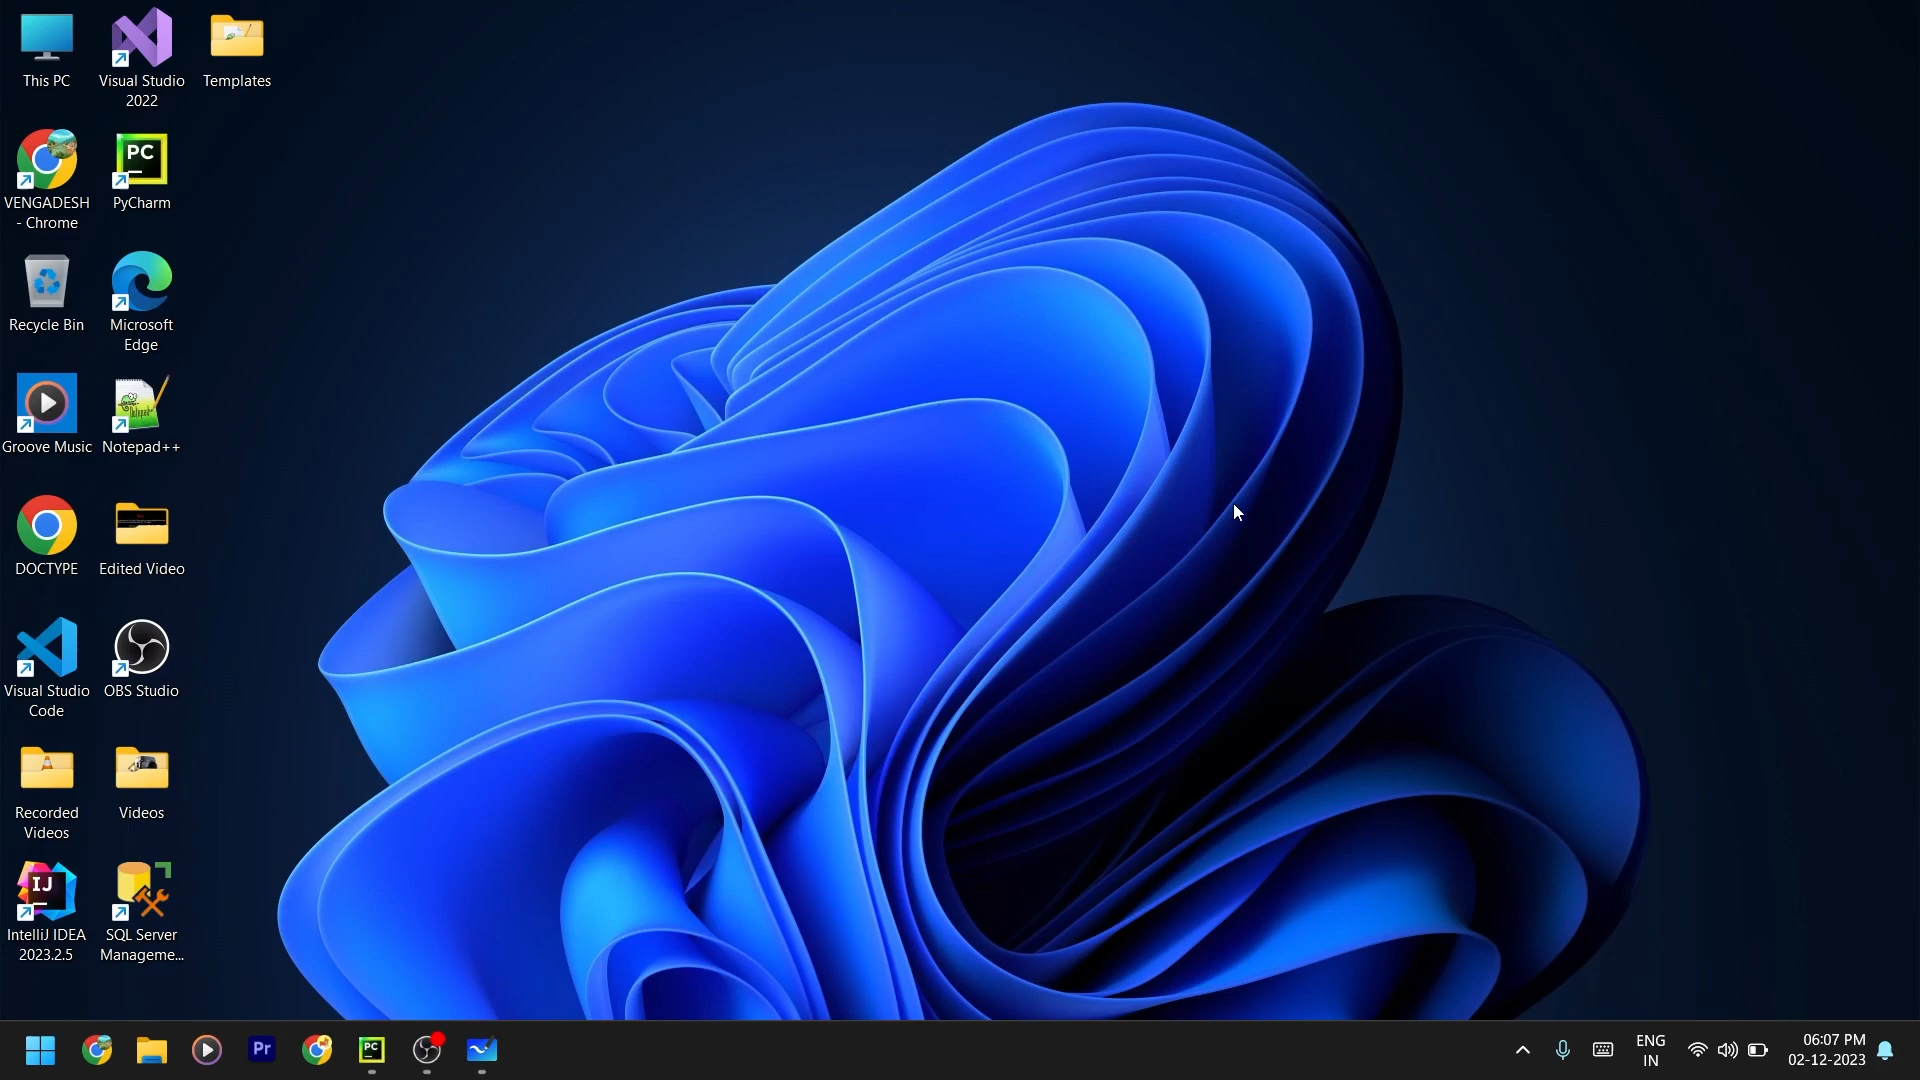 This PC
Visual Studio
2022
Templates
VENGADESH
- Chrome
PC
PyCharm
Recycle Bin
Microsoft
Edge
Groove Music
Notepad++
DOCTYPE
Edited Video
Visual Studio
Code
OBS Studio
Recorded
Videos
Videos
IJ
IntelliJ IDEA
2023.2.5
SQL Server
Manageme...
Pr
PC
ENG
IN
06:07 PM
02-12-2023